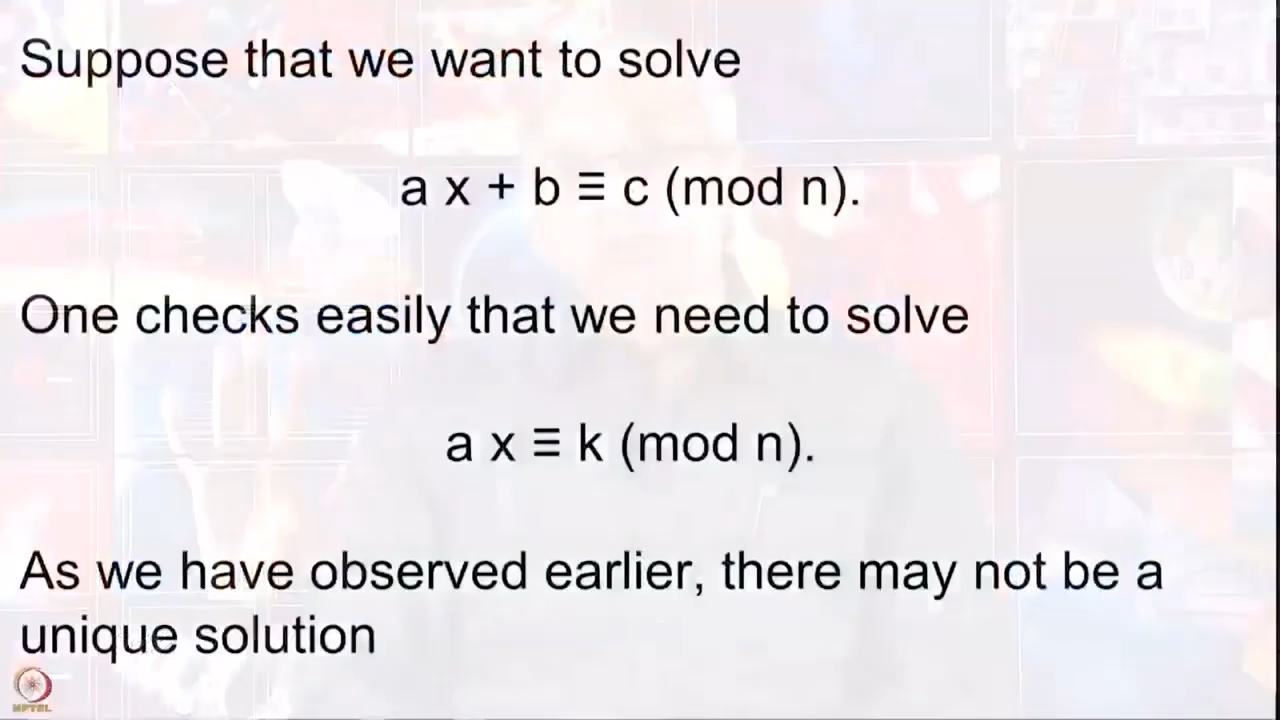 Suppose that we want to solve
a x + b ≡ c (mod n).
One checks easily that we need to solve
a x ≡ k (mod n).
As we have observed earlier, there may not be a
unique solution
NPTEL